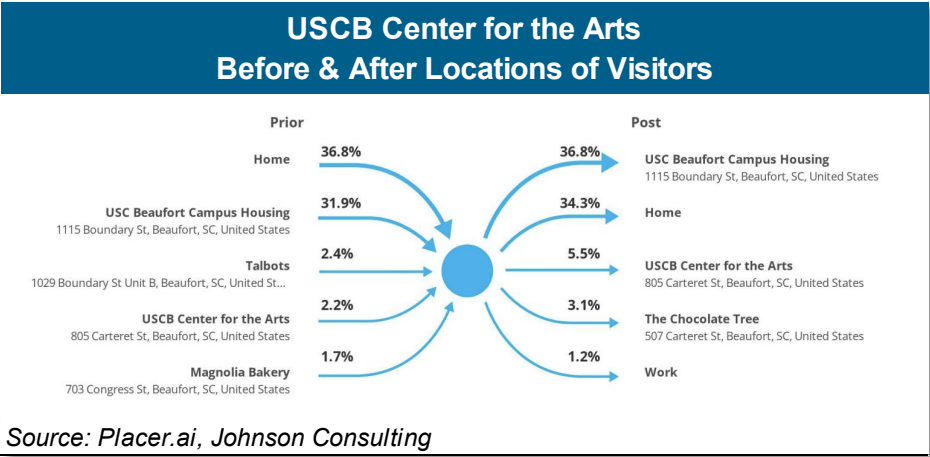 USCB Center for the Arts
Before & After Locations of Visitors
Prior
Home
36.8%
USC Beaufort Campus Housing
1115 Boundary St, Beaufort, SC, United States
31.9%
Talbots
1029 Boundary St Unit B, Beaufort, SC, United St...
2.4%
USCB Center for the Arts
805 Carteret St, Beaufort, SC, United States
2.2%
Magnolia Bakery
703 Congress St, Beaufort, SC, United States
1.7%
Post
36.8%
USC Beaufort Campus Housing
1115 Boundary St, Beaufort, SC, United States
34.3%
Home
5.5%
USCB Center for the Arts
805 Carteret St, Beaufort, SC, United States
3.1%
The Chocolate Tree
507 Carteret St, Beaufort, SC, United States
1.2%
Work
Source: Placer.ai, Johnson Consulting